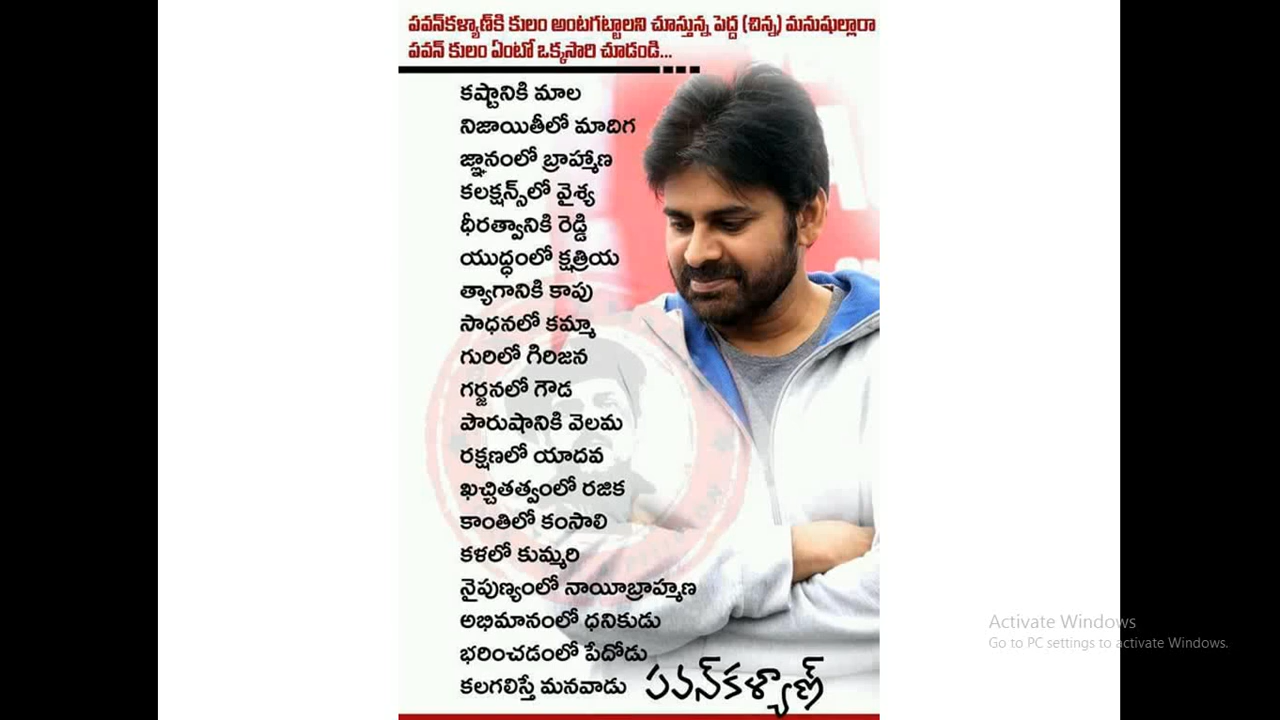 పవన్‌కళ్యాణ్‌కి కులం అంటగట్టాలని చూస్తున్న పెద్ద (చిన్న) మనుషుల్లారా
పవన్ కులం ఏంటో ఒక్కసారి చూడండి...
కష్టానికి మాల
నిజాయితీలో మాదిగ
జ్ఞానంలో బ్రాహ్మాణ
కలక్షన్స్‌లో వైశ్య
ధీరత్వానికి రెడ్డి
యుద్ధంలో క్షత్రియ
త్యాగానికి కాపు
సాధనలో కమ్మా
గురిలో గిరిజన
గర్జనలో గౌడ
పౌరుషానికి వెలమ
రక్షణలో యాదవ
ఖచ్చితత్వంలో రజిక
కాంతిలో కంసాలి
కళలో కుమ్మరి
నైపుణ్యంలో నాయీబ్రాహ్మణ
అభిమానంలో ధనికుడు
భరించడంలో పేదోడు
కలగలిస్తే మనవాడు పవన్‌కళ్యాణ్
Activate Windows
Go to PC settings to activate Windows.